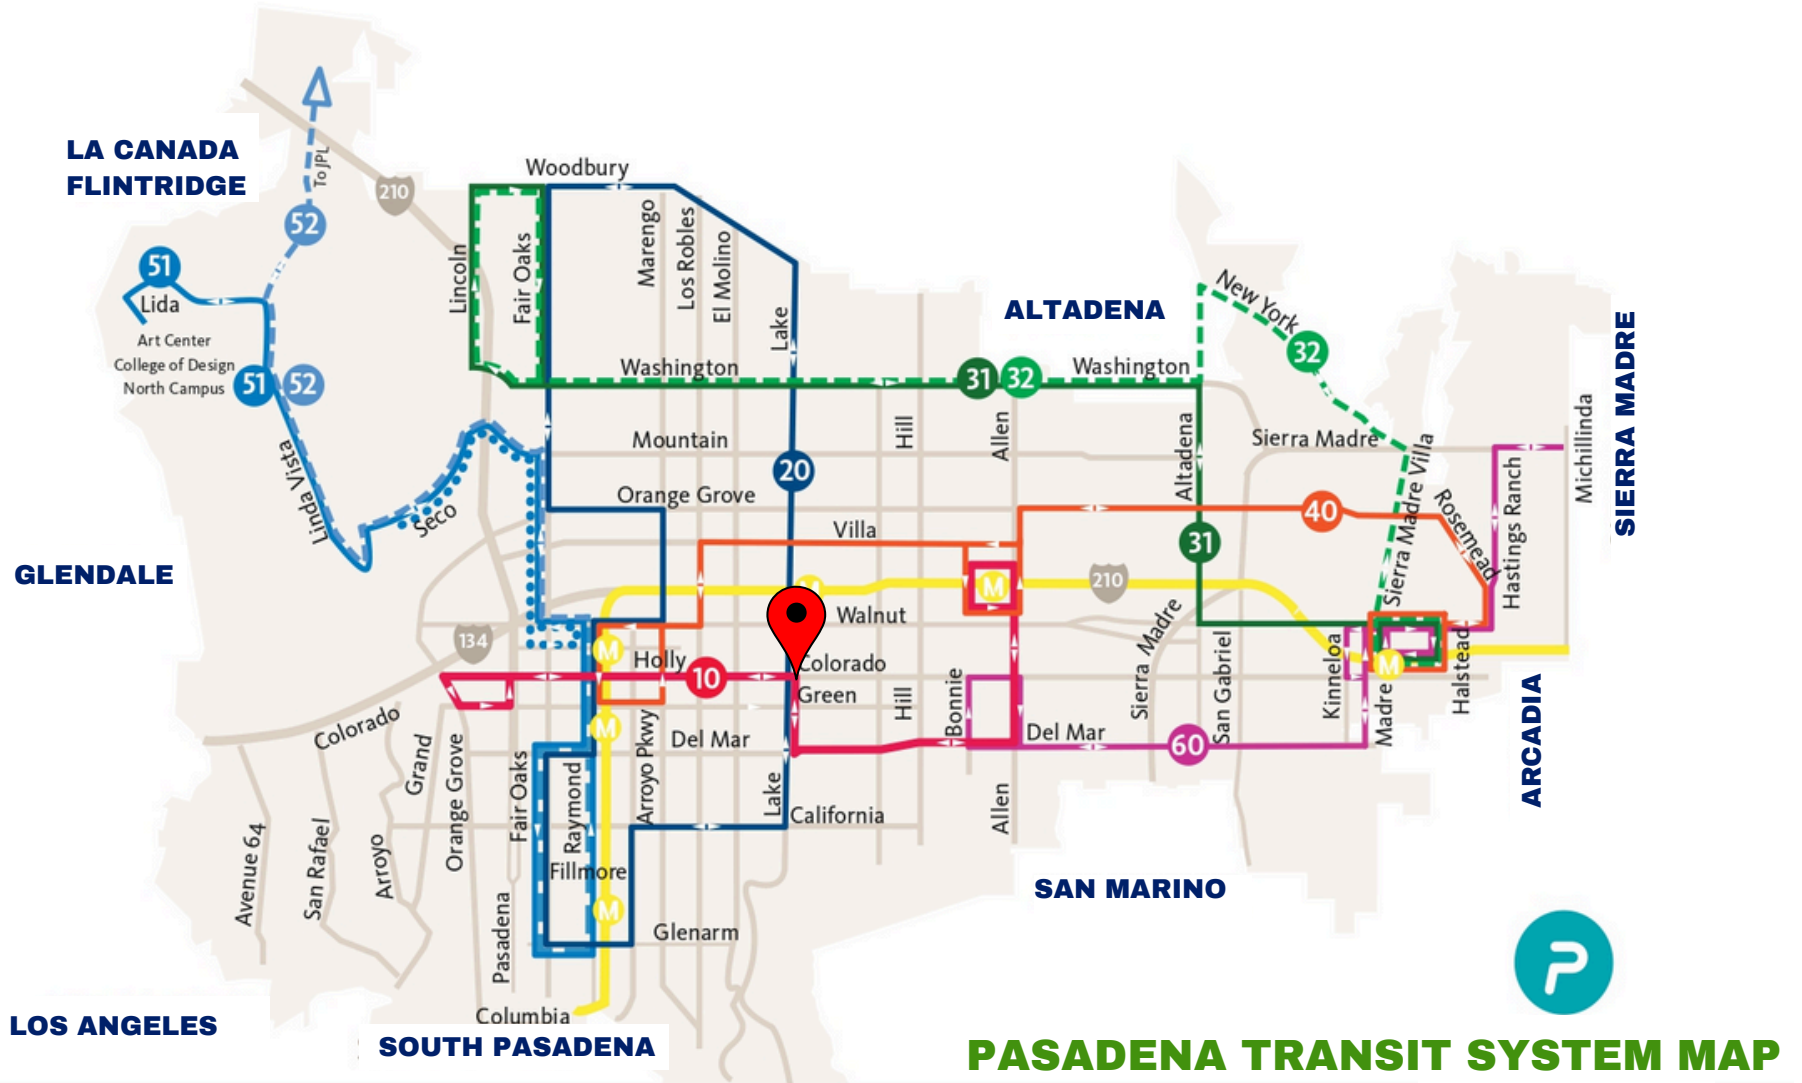 Woodbury
LA CANADA
FLINTRIDGE
To JPL
210
52
51
Lida
Art Center
College of Design
North Campus
51
52
Lincoln
Fair Oaks
Marengo
Los Robles
El Molino
Lake
ALTADENA
New York
32
SIERRA MADRE
Washington
31
32
Washington
Michillinda
Linda Vista
Seco
Mountain
Hill
Allen
Altadena
Sierra Madre
Sierra Madre Villa
20
Orange Grove
Rosemead
Hastings Ranch
40
Villa
31
GLENDALE
M
M
210
134
Walnut
M
Holly
10
Colorado
Green
Sierra Madre
San Gabriel
Kinneloa
M
Madre
Halstead
Colorado
Grand
Orange Grove
Fair Oaks
Raymond
M
Arroyo Pkwy
Del Mar
Hill
Bonnie
Del Mar
60
ARCADIA
Lake
California
Allen
Avenue 64
San Rafael
Arroyo
Pasadena
Fillmore
M
Glenarm
SAN MARINO
P
Columbia
LOS ANGELES
SOUTH PASADENA
PASADENA TRANSIT SYSTEM MAP